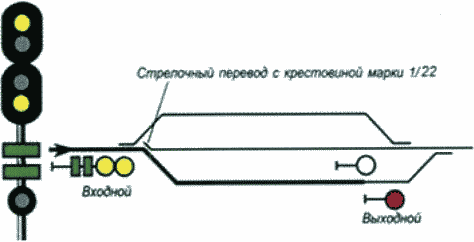 Стрелочный перевод с крестовиной марки 1/22
Входной
Выходной